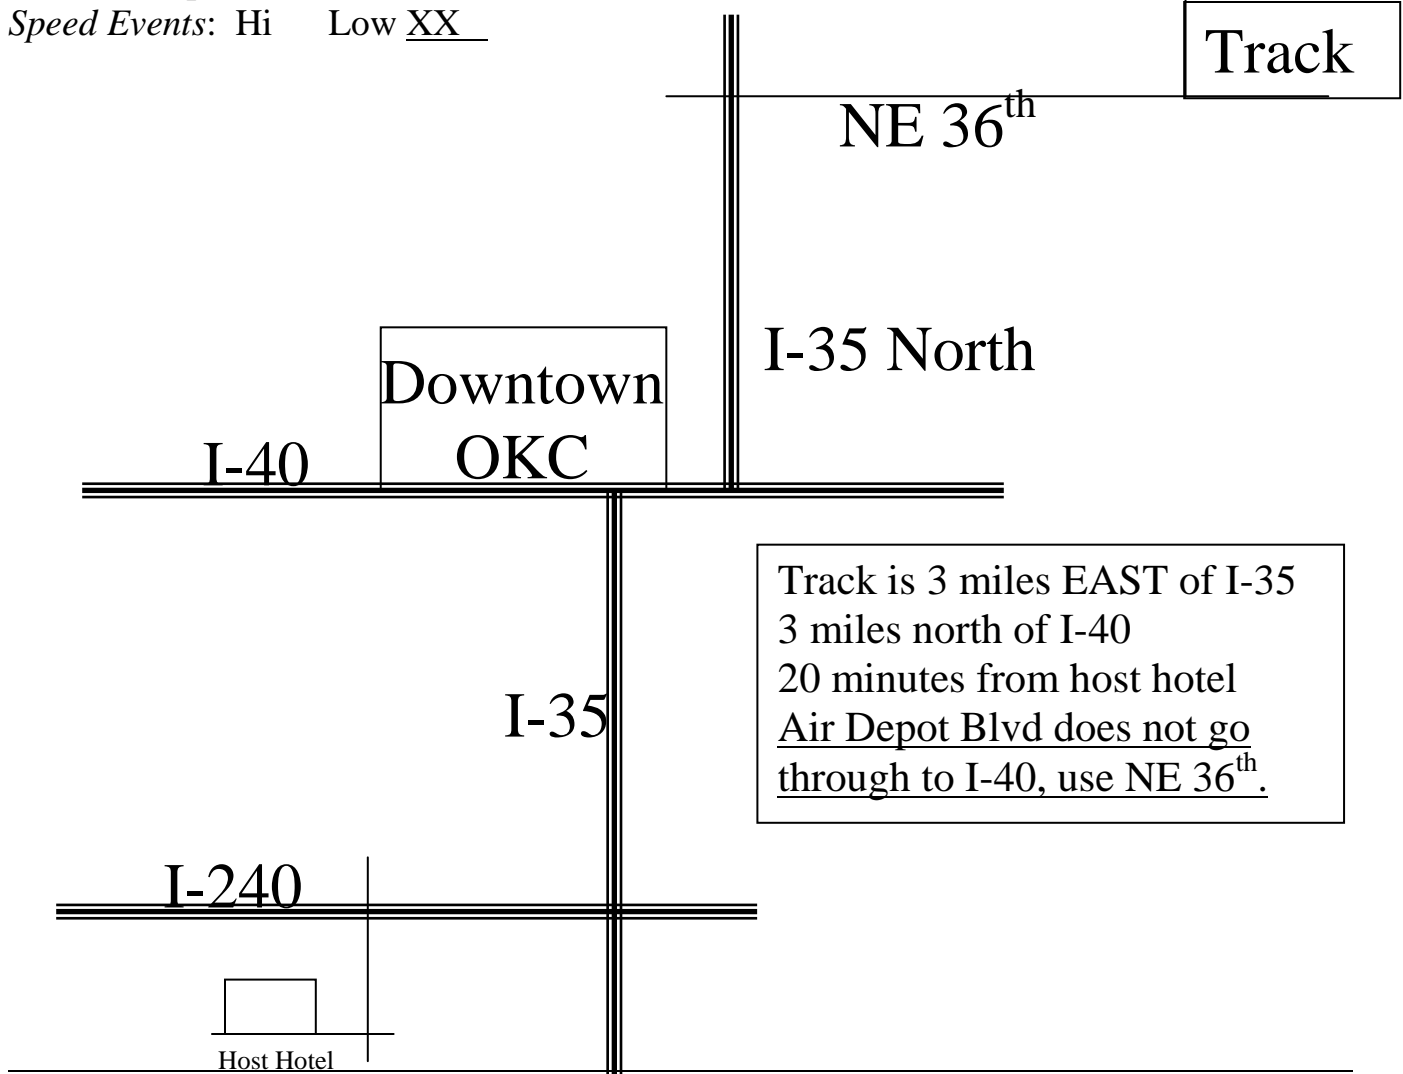 Speed Events: Hi Low XX
Track
NE 36th
I-35 North
Downtown
OKC
I-40
Track is 3 miles EAST of I-35
3 miles north of I-40
20 minutes from host hotel
Air Depot Blvd does not go
through to I-40, use NE 36th.
I-35
I-240
Host Hotel